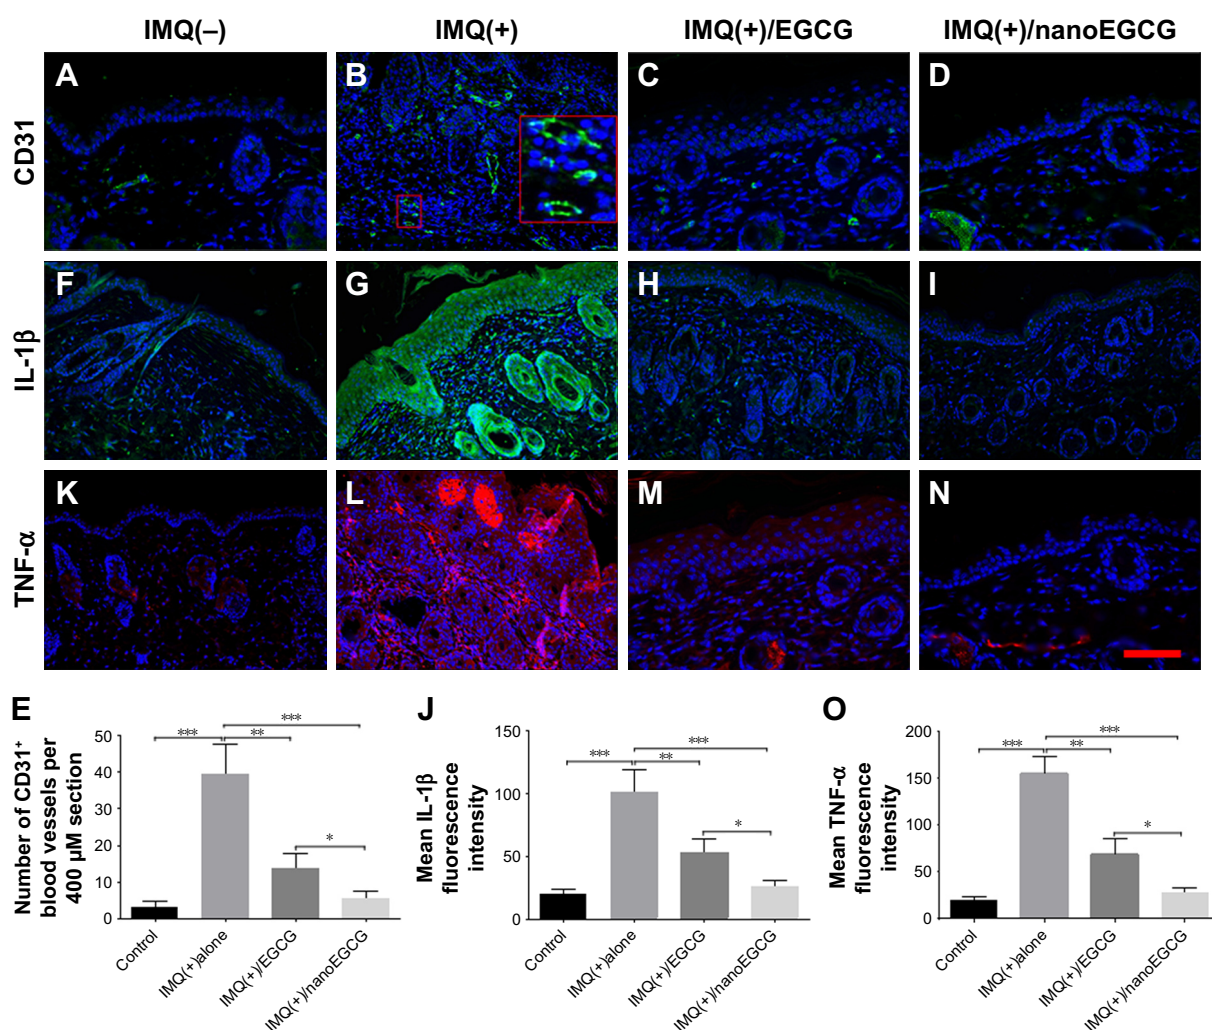 IMQ(–) IMQ(+) IMQ(+)/EGCG IMQ(+)/nanoEGCG
CD31
A B C D
IL-1β
F G H I
TNF-α
K L M N
E
Number of CD31⁺
blood vessels per
400 µM section
50
40
30
20
10
0
*** ** ***
*
Control
IMQ(+)alone
IMQ(+)/EGCG
IMQ(+)/nanoEGCG
J
Mean IL-1β
fluorescence
intensity
150
100
50
0
*** ** ***
*
Control
IMQ(+)alone
IMQ(+)/EGCG
IMQ(+)/nanoEGCG
O
Mean TNF-α
fluorescence
intensity
200
150
100
50
0
*** ** ***
*
Control
IMQ(+)alone
IMQ(+)/EGCG
IMQ(+)/nanoEGCG